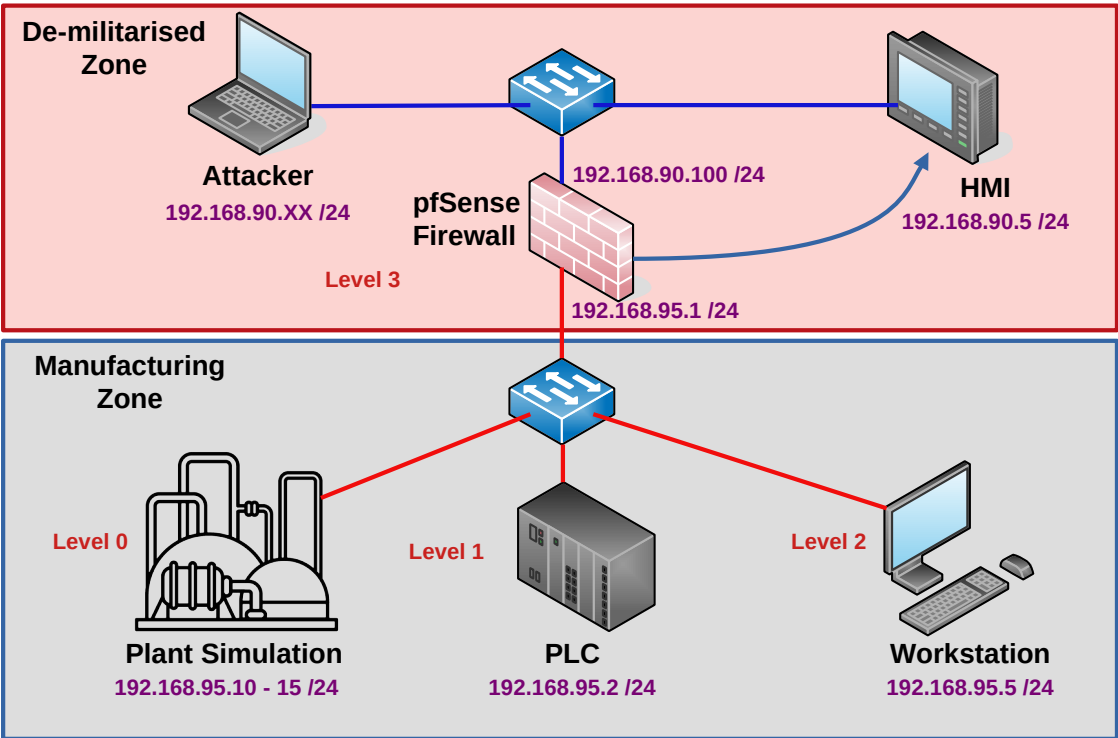 De-militarised
Zone
Attacker
192.168.90.XX /24
192.168.90.100 /24
pfSense
Firewall
HMI
192.168.90.5 /24
Level 3
192.168.95.1 /24
Manufacturing
Zone
Level 0
Level 1
Level 2
Plant Simulation
192.168.95.10 - 15 /24
PLC
192.168.95.2 /24
Workstation
192.168.95.5 /24